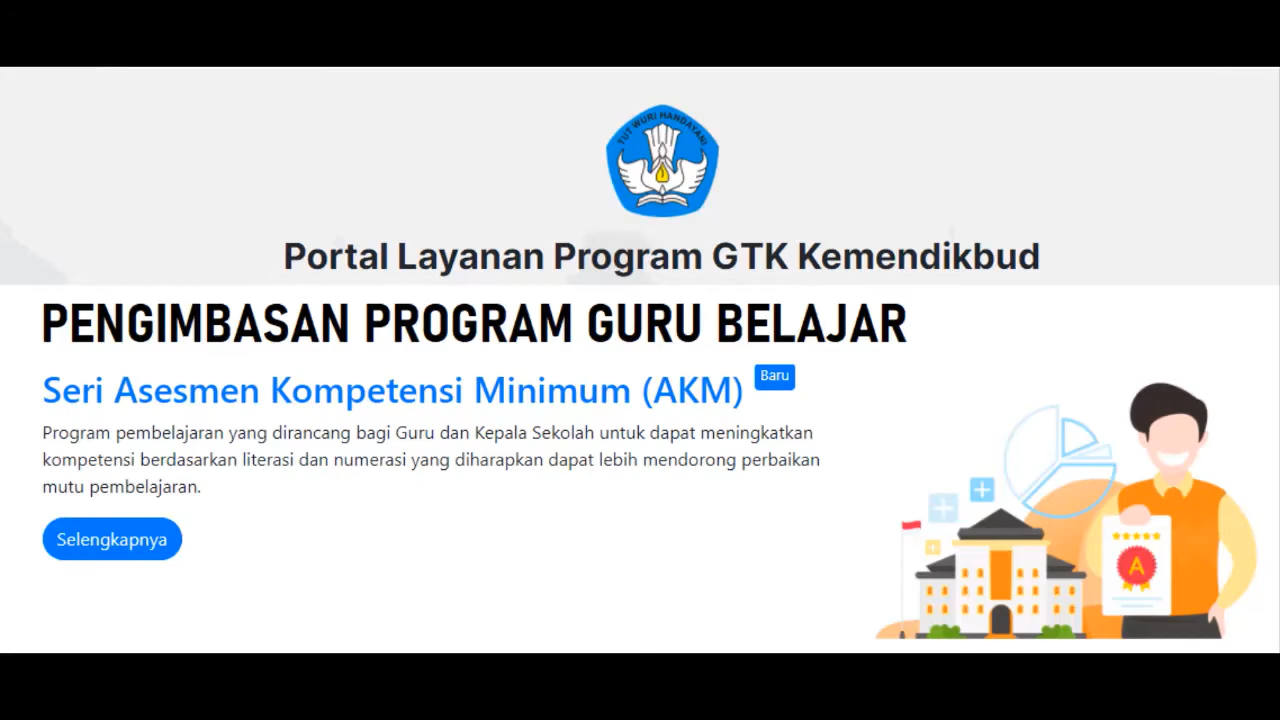 TUT WURI HANDAYANI
Portal Layanan Program GTK Kemendikbud
PENGIMBASAN PROGRAM GURU BELAJAR
Seri Asesmen Kompetensi Minimum (AKM) Baru
Program pembelajaran yang dirancang bagi Guru dan Kepala Sekolah untuk dapat meningkatkan
kompetensi berdasarkan literasi dan numerasi yang diharapkan dapat lebih mendorong perbaikan
mutu pembelajaran.
Selengkapnya
A